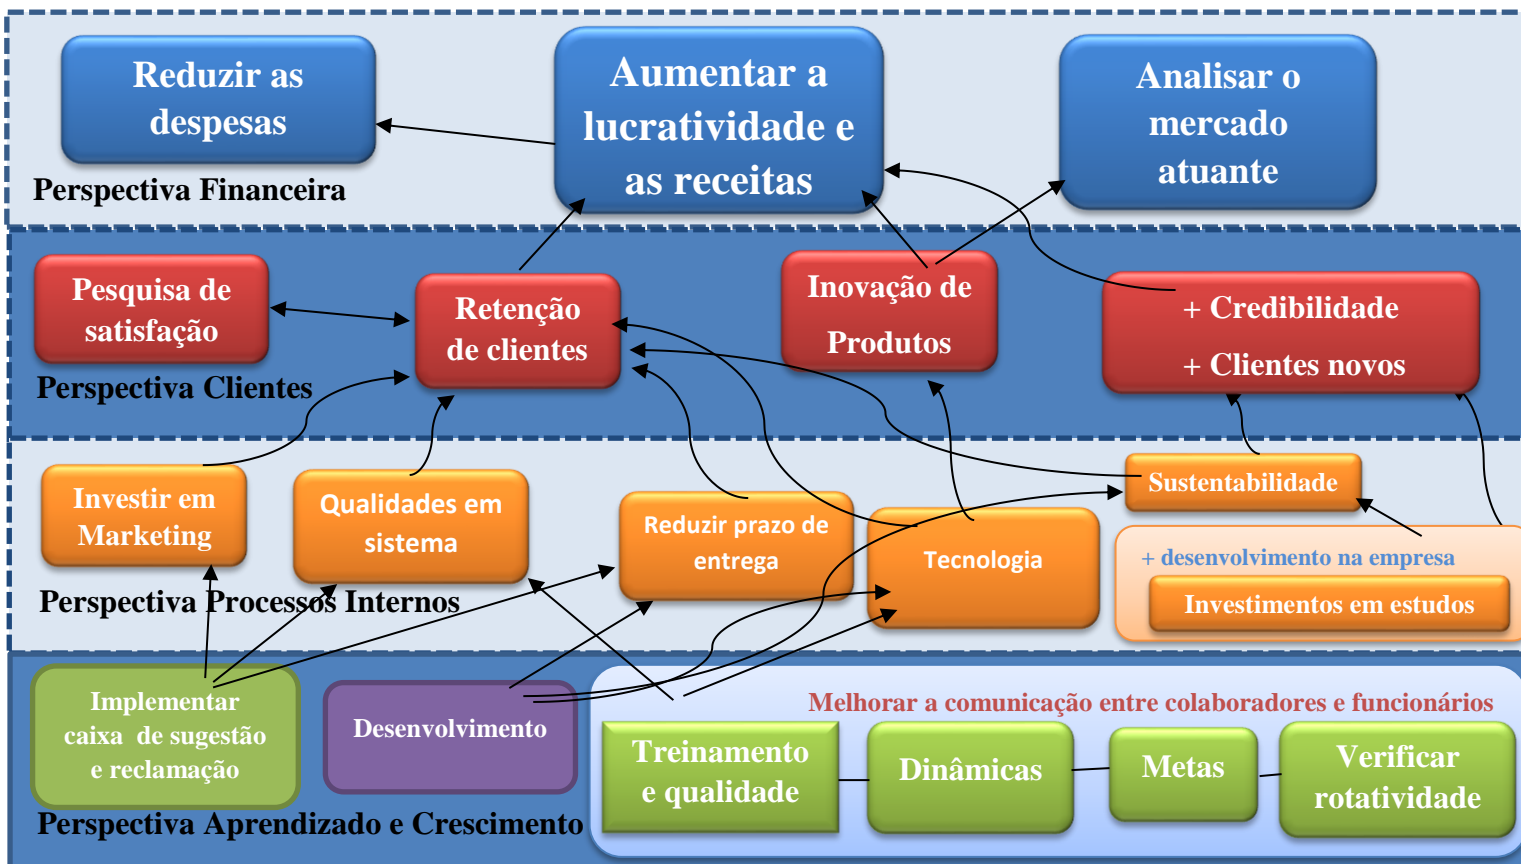 Reduzir as
despesas
Aumentar a
lucratividade e
as receitas
Analisar o
mercado
atuante
Perspectiva Financeira
Pesquisa de
satisfação
Retenção
de clientes
Inovação de
Produtos
+ Credibilidade
+ Clientes novos
Perspectiva Clientes
Investir em
Marketing
Qualidades em
sistema
Reduzir prazo de
entrega
Tecnologia
Sustentabilidade
+ desenvolvimento na empresa
Investimentos em estudos
Perspectiva Processos Internos
Implementar
caixa de sugestão
e reclamação
Desenvolvimento
Melhorar a comunicação entre colaboradores e funcionários
Treinamento
e qualidade
Dinâmicas
Metas
Verificar
rotatividade
Perspectiva Aprendizado e Crescimento